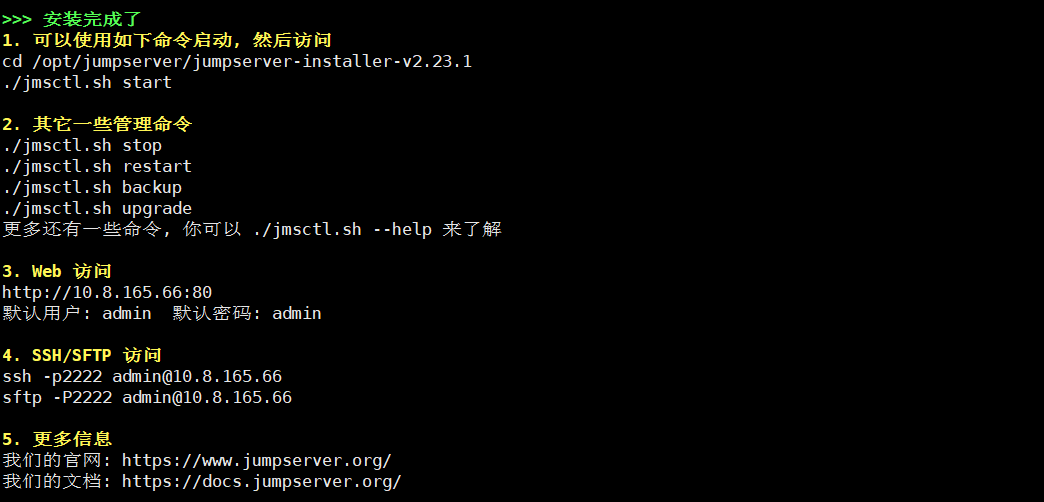 >>> 安装完成了
1. 可以使用如下命令启动, 然后访问
cd /opt/jumpserver/jumpserver-installer-v2.23.1
./jmsctl.sh start
2. 其它一些管理命令
./jmsctl.sh stop
./jmsctl.sh restart
./jmsctl.sh backup
./jmsctl.sh upgrade
更多还有一些命令, 你可以 ./jmsctl.sh --help 来了解
3. Web 访问
http://10.8.165.66:80
默认用户: admin  默认密码: admin
4. SSH/SFTP 访问
ssh -p2222 admin@10.8.165.66
sftp -P2222 admin@10.8.165.66
5. 更多信息
我们的官网: https://www.jumpserver.org/
我们的文档: https://docs.jumpserver.org/